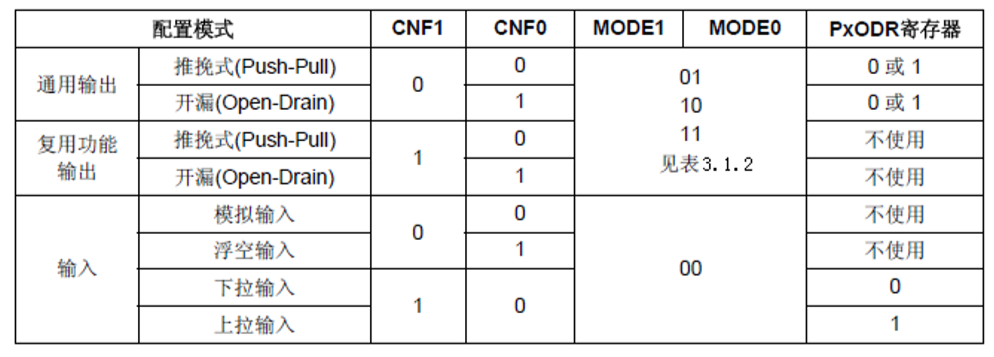 配置模式 CNF1 CNF0 MODE1 MODE0 PxODR寄存器
通用输出 推挽式(Push-Pull) 0 0 01 10 11 见表3.1.2 0 或 1
开漏(Open-Drain) 1 0 或 1
复用功能输出 推挽式(Push-Pull) 1 0 不使用
开漏(Open-Drain) 1 不使用
输入 模拟输入 0 0 00 不使用
浮空输入 1 不使用
下拉输入 1 0 0
上拉输入 1